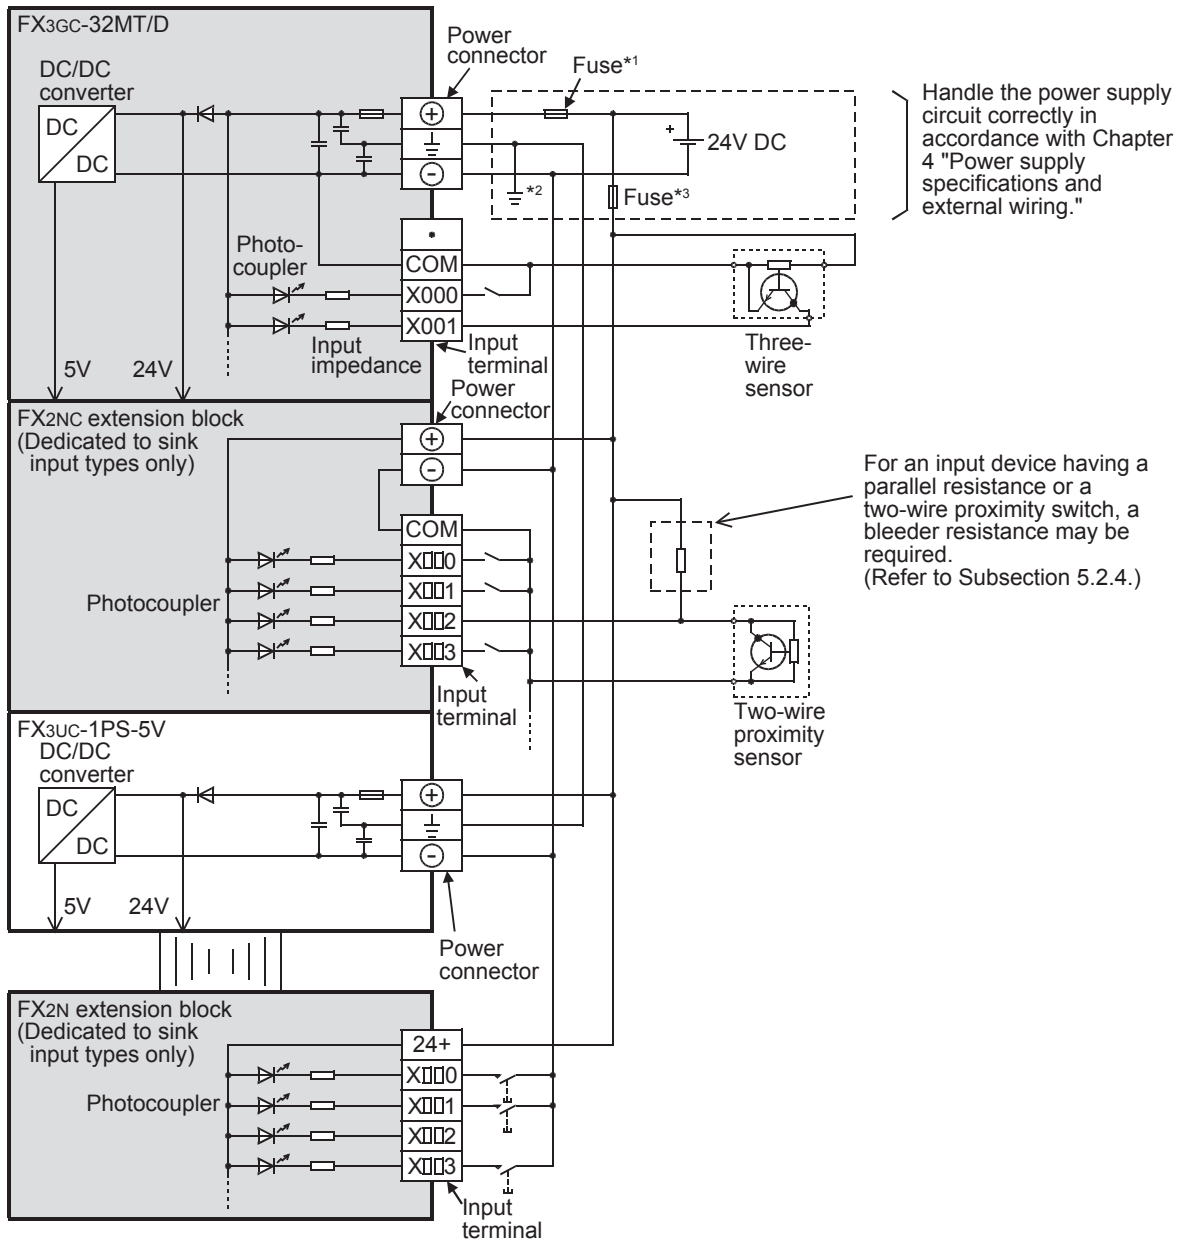 FX3GC-32MT/D
Power
connector
Fuse*1
DC/DC
converter
DC
DC
24V DC
*2
Fuse*3
Handle the power supply
circuit correctly in
accordance with Chapter
4 "Power supply
specifications and
external wiring."
+
⊕
⊖
•
COM
X000
X001
Photo-
coupler
Input
impedance
Input
terminal
Three-
wire
sensor
5V
24V
Power
connector
FX2NC extension block
(Dedicated to sink
input types only)
⊕
⊖
COM
X▯▯0
X▯▯1
X▯▯2
X▯▯3
Photocoupler
Input
terminal
For an input device having a
parallel resistance or a
two-wire proximity switch, a
bleeder resistance may be
required.
(Refer to Subsection 5.2.4.)
Two-wire
proximity
sensor
FX3UC-1PS-5V
DC/DC
converter
DC
DC
⊕
⊖
5V
24V
Power
connector
FX2N extension block
(Dedicated to sink
input types only)
24+
X▯▯0
X▯▯1
X▯▯2
X▯▯3
Photocoupler
Input
terminal